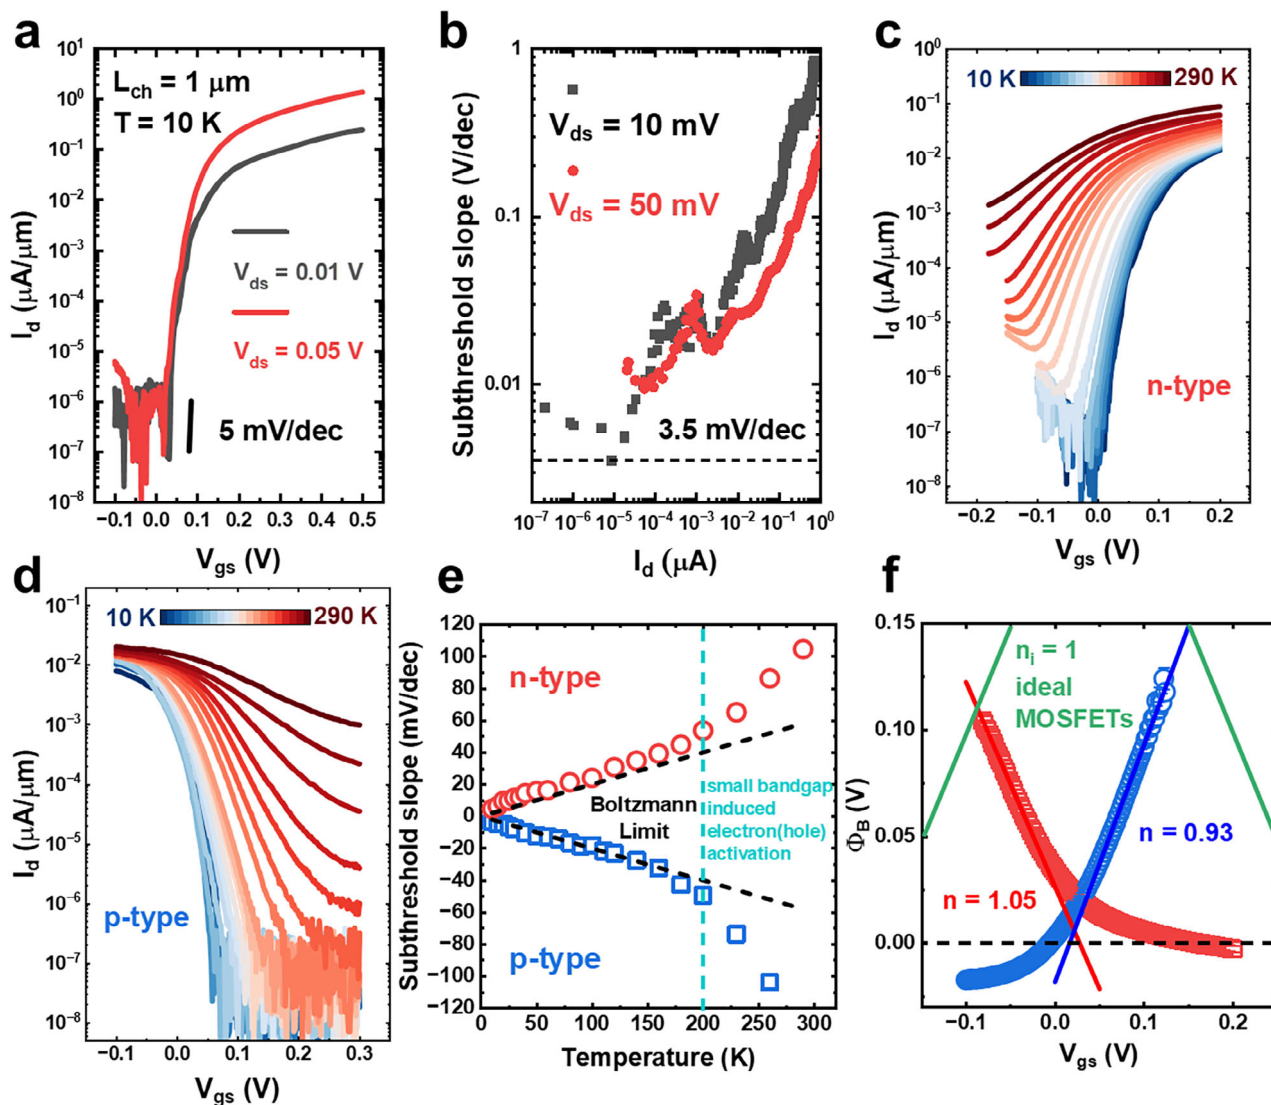 a
10¹
10⁰
10⁻¹
10⁻²
10⁻³
10⁻⁴
10⁻⁵
10⁻⁶
10⁻⁷
10⁻⁸
I_d (μA/μm)
L_ch = 1 μm
T = 10 K
V_ds = 0.01 V
V_ds = 0.05 V
5 mV/dec
−0.1 0.0 0.1 0.2 0.3 0.4 0.5
V_gs (V)
b
1
0.1
0.01
Subthreshold slope (V/dec)
V_ds = 10 mV
V_ds = 50 mV
3.5 mV/dec
10⁻⁷ 10⁻⁶ 10⁻⁵ 10⁻⁴ 10⁻³ 10⁻² 10⁻¹ 10⁰
I_d (μA)
c
10⁰
10⁻¹
10⁻²
10⁻³
10⁻⁴
10⁻⁵
10⁻⁶
10⁻⁷
10⁻⁸
I_d (μA/μm)
10 K 290 K
n-type
−0.2 −0.1 0.0 0.1 0.2
V_gs (V)
d
10⁻¹
10⁻²
10⁻³
10⁻⁴
10⁻⁵
10⁻⁶
10⁻⁷
10⁻⁸
I_d (μA/μm)
10 K 290 K
p-type
−0.1 0.0 0.1 0.2 0.3
V_gs (V)
e
120
100
80
60
40
20
0
−20
−40
−60
−80
−100
−120
Subthreshold slope (mV/dec)
n-type
Boltzmann
Limit
small bandgap
induced
electron(hole)
activation
p-type
0 50 100 150 200 250 300
Temperature (K)
f
0.15
0.10
0.05
0.00
−0.03
Φ_B (V)
n_i = 1
ideal
MOSFETs
n = 0.93
n = 1.05
−0.1 0.0 0.1 0.2
V_gs (V)